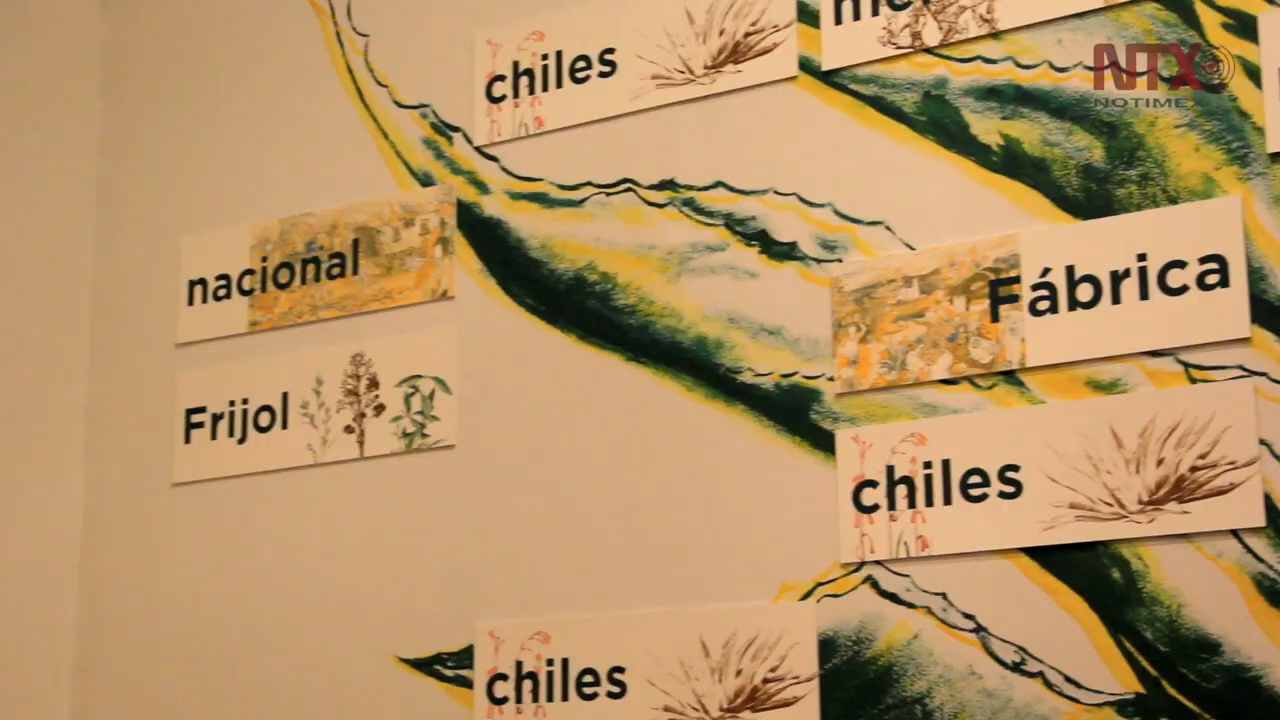 chiles
NTX
NOTIMEX
nacional
Fábrica
Frijol
chiles
chiles